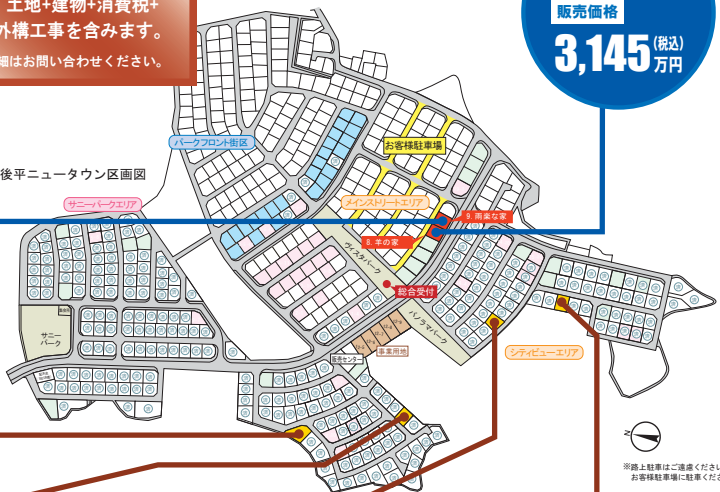 土地+建物+消費税+
外構工事を含みます。
細はお問い合わせください。
販売価格
3,145 (税込) 万円
後平ニュータウン区画図
パークフロント街区
お客様駐車場
サニーパークエリア
メインストリートエリア
9. 雨楽な家
8. 羊の家
ヴィスタパーク
総合受付
パノラマパーク
サニー
パーク
事業用地
販売センター
シティビューエリア
N
※路上駐車はご遠慮ください
お客様駐車場に駐車くださ